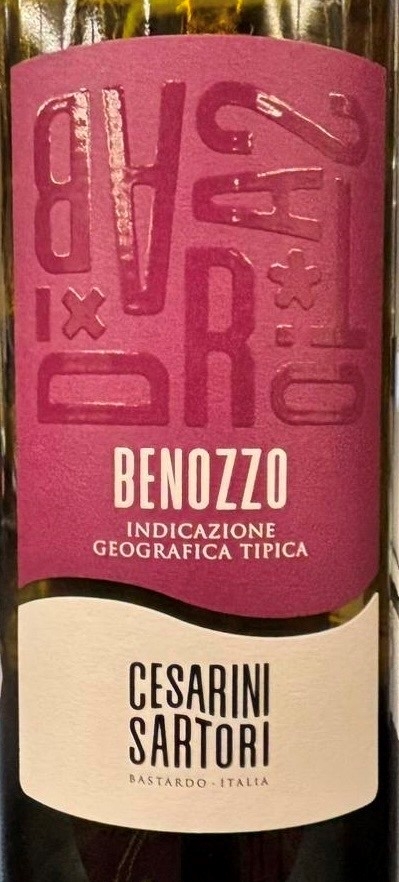 BENOZZO
INDICAZIONE
GEOGRAFICA TIPICA
CESARINI
SARTORI
BASTARDO - ITALIA